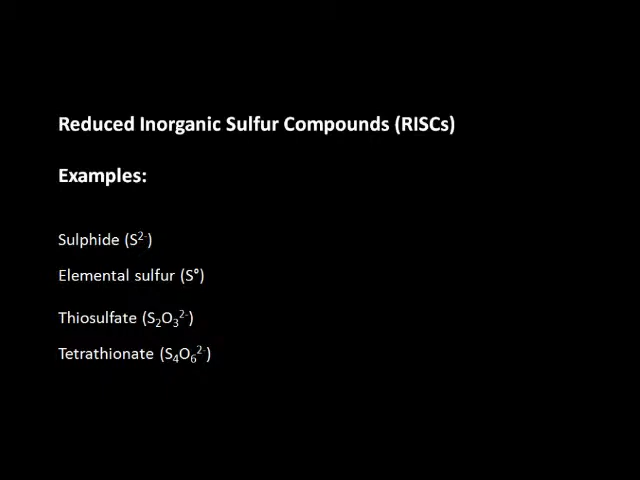 Reduced Inorganic Sulfur Compounds (RISCs)
Examples:
Sulphide (S²⁻)
Elemental sulfur (S°)
Thiosulfate (S₂O₃²⁻)
Tetrathionate (S₄O₆²⁻)